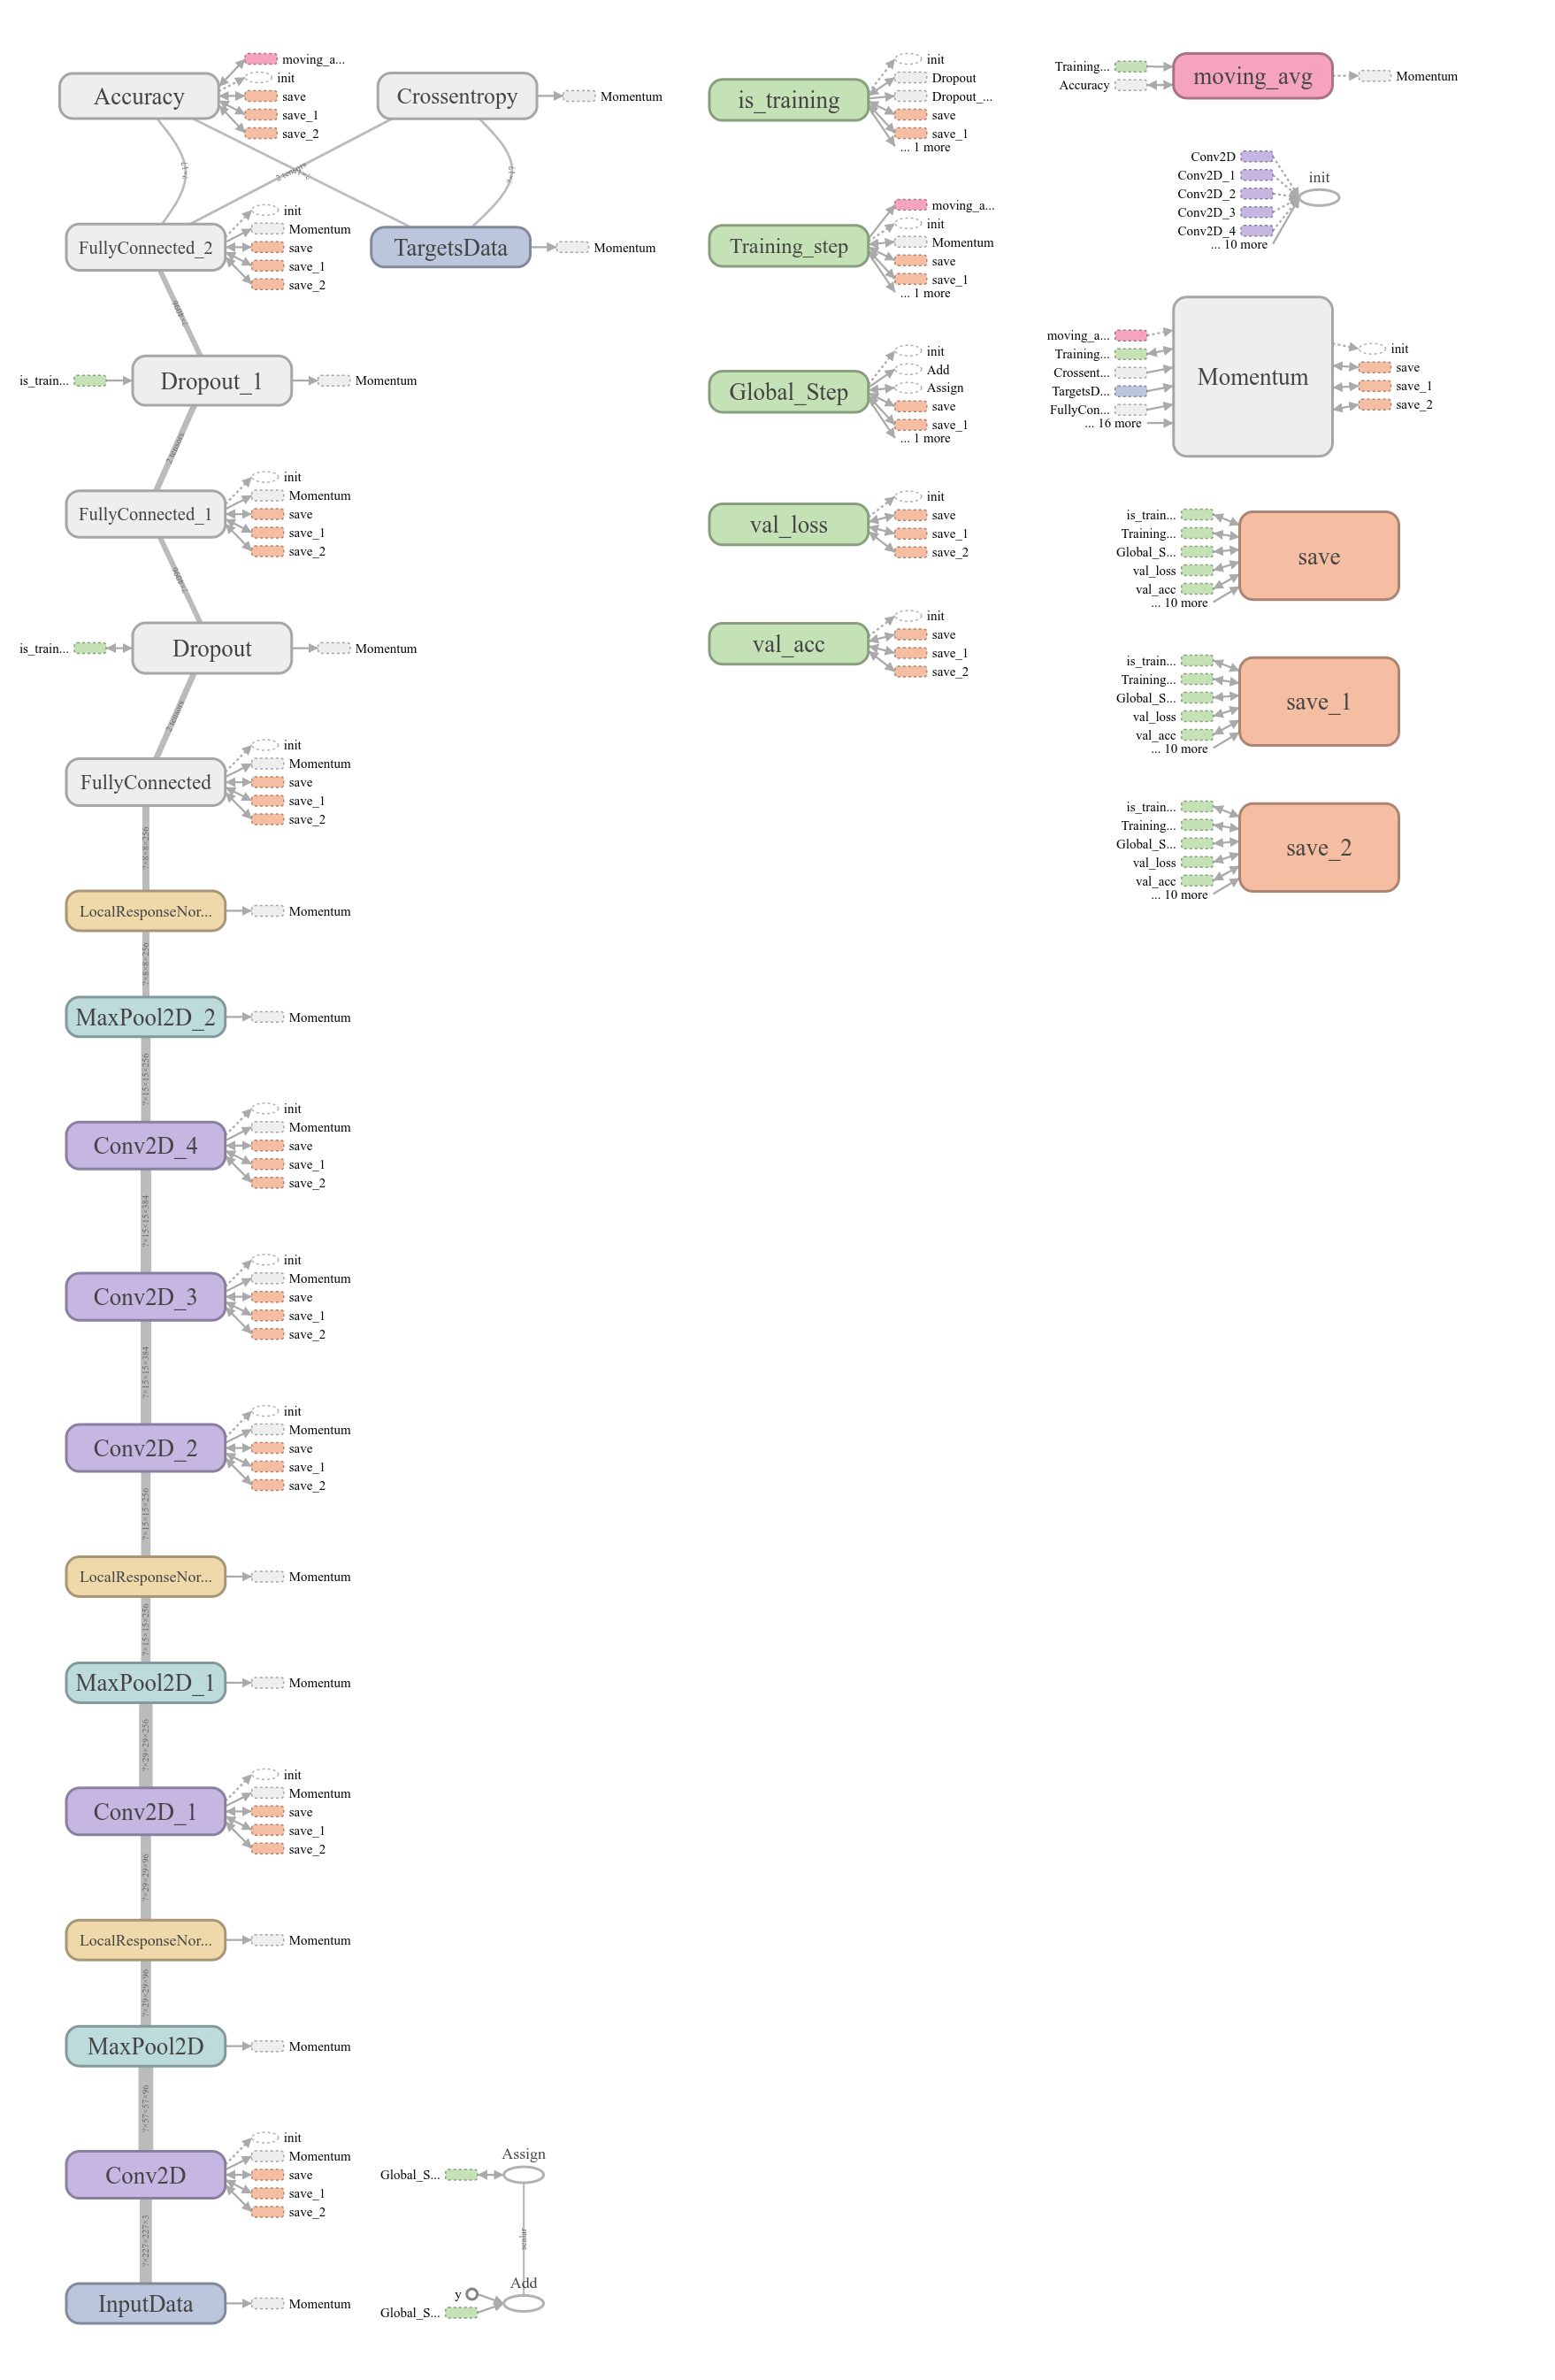 Accuracy
moving_a...
init
save
save_1
save_2
Crossentropy
Momentum
?×17
2 tensors
?×17
FullyConnected_2
init
Momentum
save
save_1
save_2
TargetsData
Momentum
?×4096
is_train...
Dropout_1
Momentum
2 tensors
FullyConnected_1
init
Momentum
save
save_1
save_2
?×4096
is_train...
Dropout
Momentum
2 tensors
FullyConnected
init
Momentum
save
save_1
save_2
?×8×8×256
LocalResponseNor...
Momentum
?×8×8×256
MaxPool2D_2
Momentum
?×15×15×256
Conv2D_4
init
Momentum
save
save_1
save_2
?×15×15×384
Conv2D_3
init
Momentum
save
save_1
save_2
?×15×15×384
Conv2D_2
init
Momentum
save
save_1
save_2
?×15×15×256
LocalResponseNor...
Momentum
?×15×15×256
MaxPool2D_1
Momentum
?×29×29×256
Conv2D_1
init
Momentum
save
save_1
save_2
?×29×29×96
LocalResponseNor...
Momentum
?×29×29×96
MaxPool2D
Momentum
?×57×57×96
Conv2D
init
Momentum
save
save_1
save_2
?×227×227×3
InputData
Momentum
Assign
Global_S...
scalar
Add
y
Global_S...
is_training
init
Dropout
Dropout_...
save
save_1
... 1 more
Training_step
moving_a...
init
Momentum
save
save_1
... 1 more
Global_Step
init
Add
Assign
save
save_1
... 1 more
val_loss
init
save
save_1
save_2
val_acc
init
save
save_1
save_2
Training...
Accuracy
moving_avg
Momentum
Conv2D
Conv2D_1
Conv2D_2
Conv2D_3
Conv2D_4
... 10 more
init
moving_a...
Training...
Crossent...
TargetsD...
FullyCon...
... 16 more
Momentum
init
save
save_1
save_2
is_train...
Training...
Global_S...
val_loss
val_acc
... 10 more
save
is_train...
Training...
Global_S...
val_loss
val_acc
... 10 more
save_1
is_train...
Training...
Global_S...
val_loss
val_acc
... 10 more
save_2